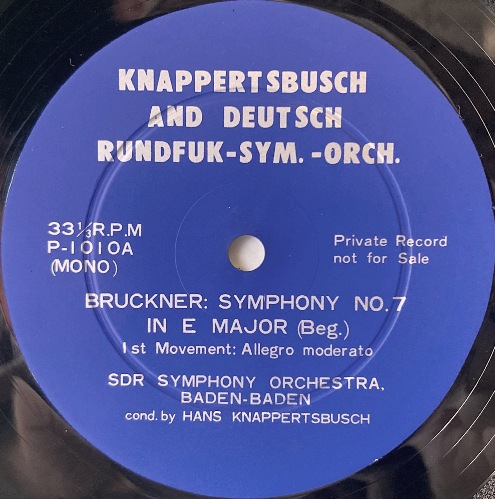 KNAPPERTSBUSCH
AND DEUTSCH
RUNDFUK-SYM.-ORCH.
33⅓R.P.M
P-1010A
(MONO)
Private Record
not for Sale
BRUCKNER: SYMPHONY NO.7
IN E MAJOR (Beg.)
1st Movement: Allegro moderato
SDR SYMPHONY ORCHESTRA,
BADEN-BADEN
cond. by HANS KNAPPERTSBUSCH